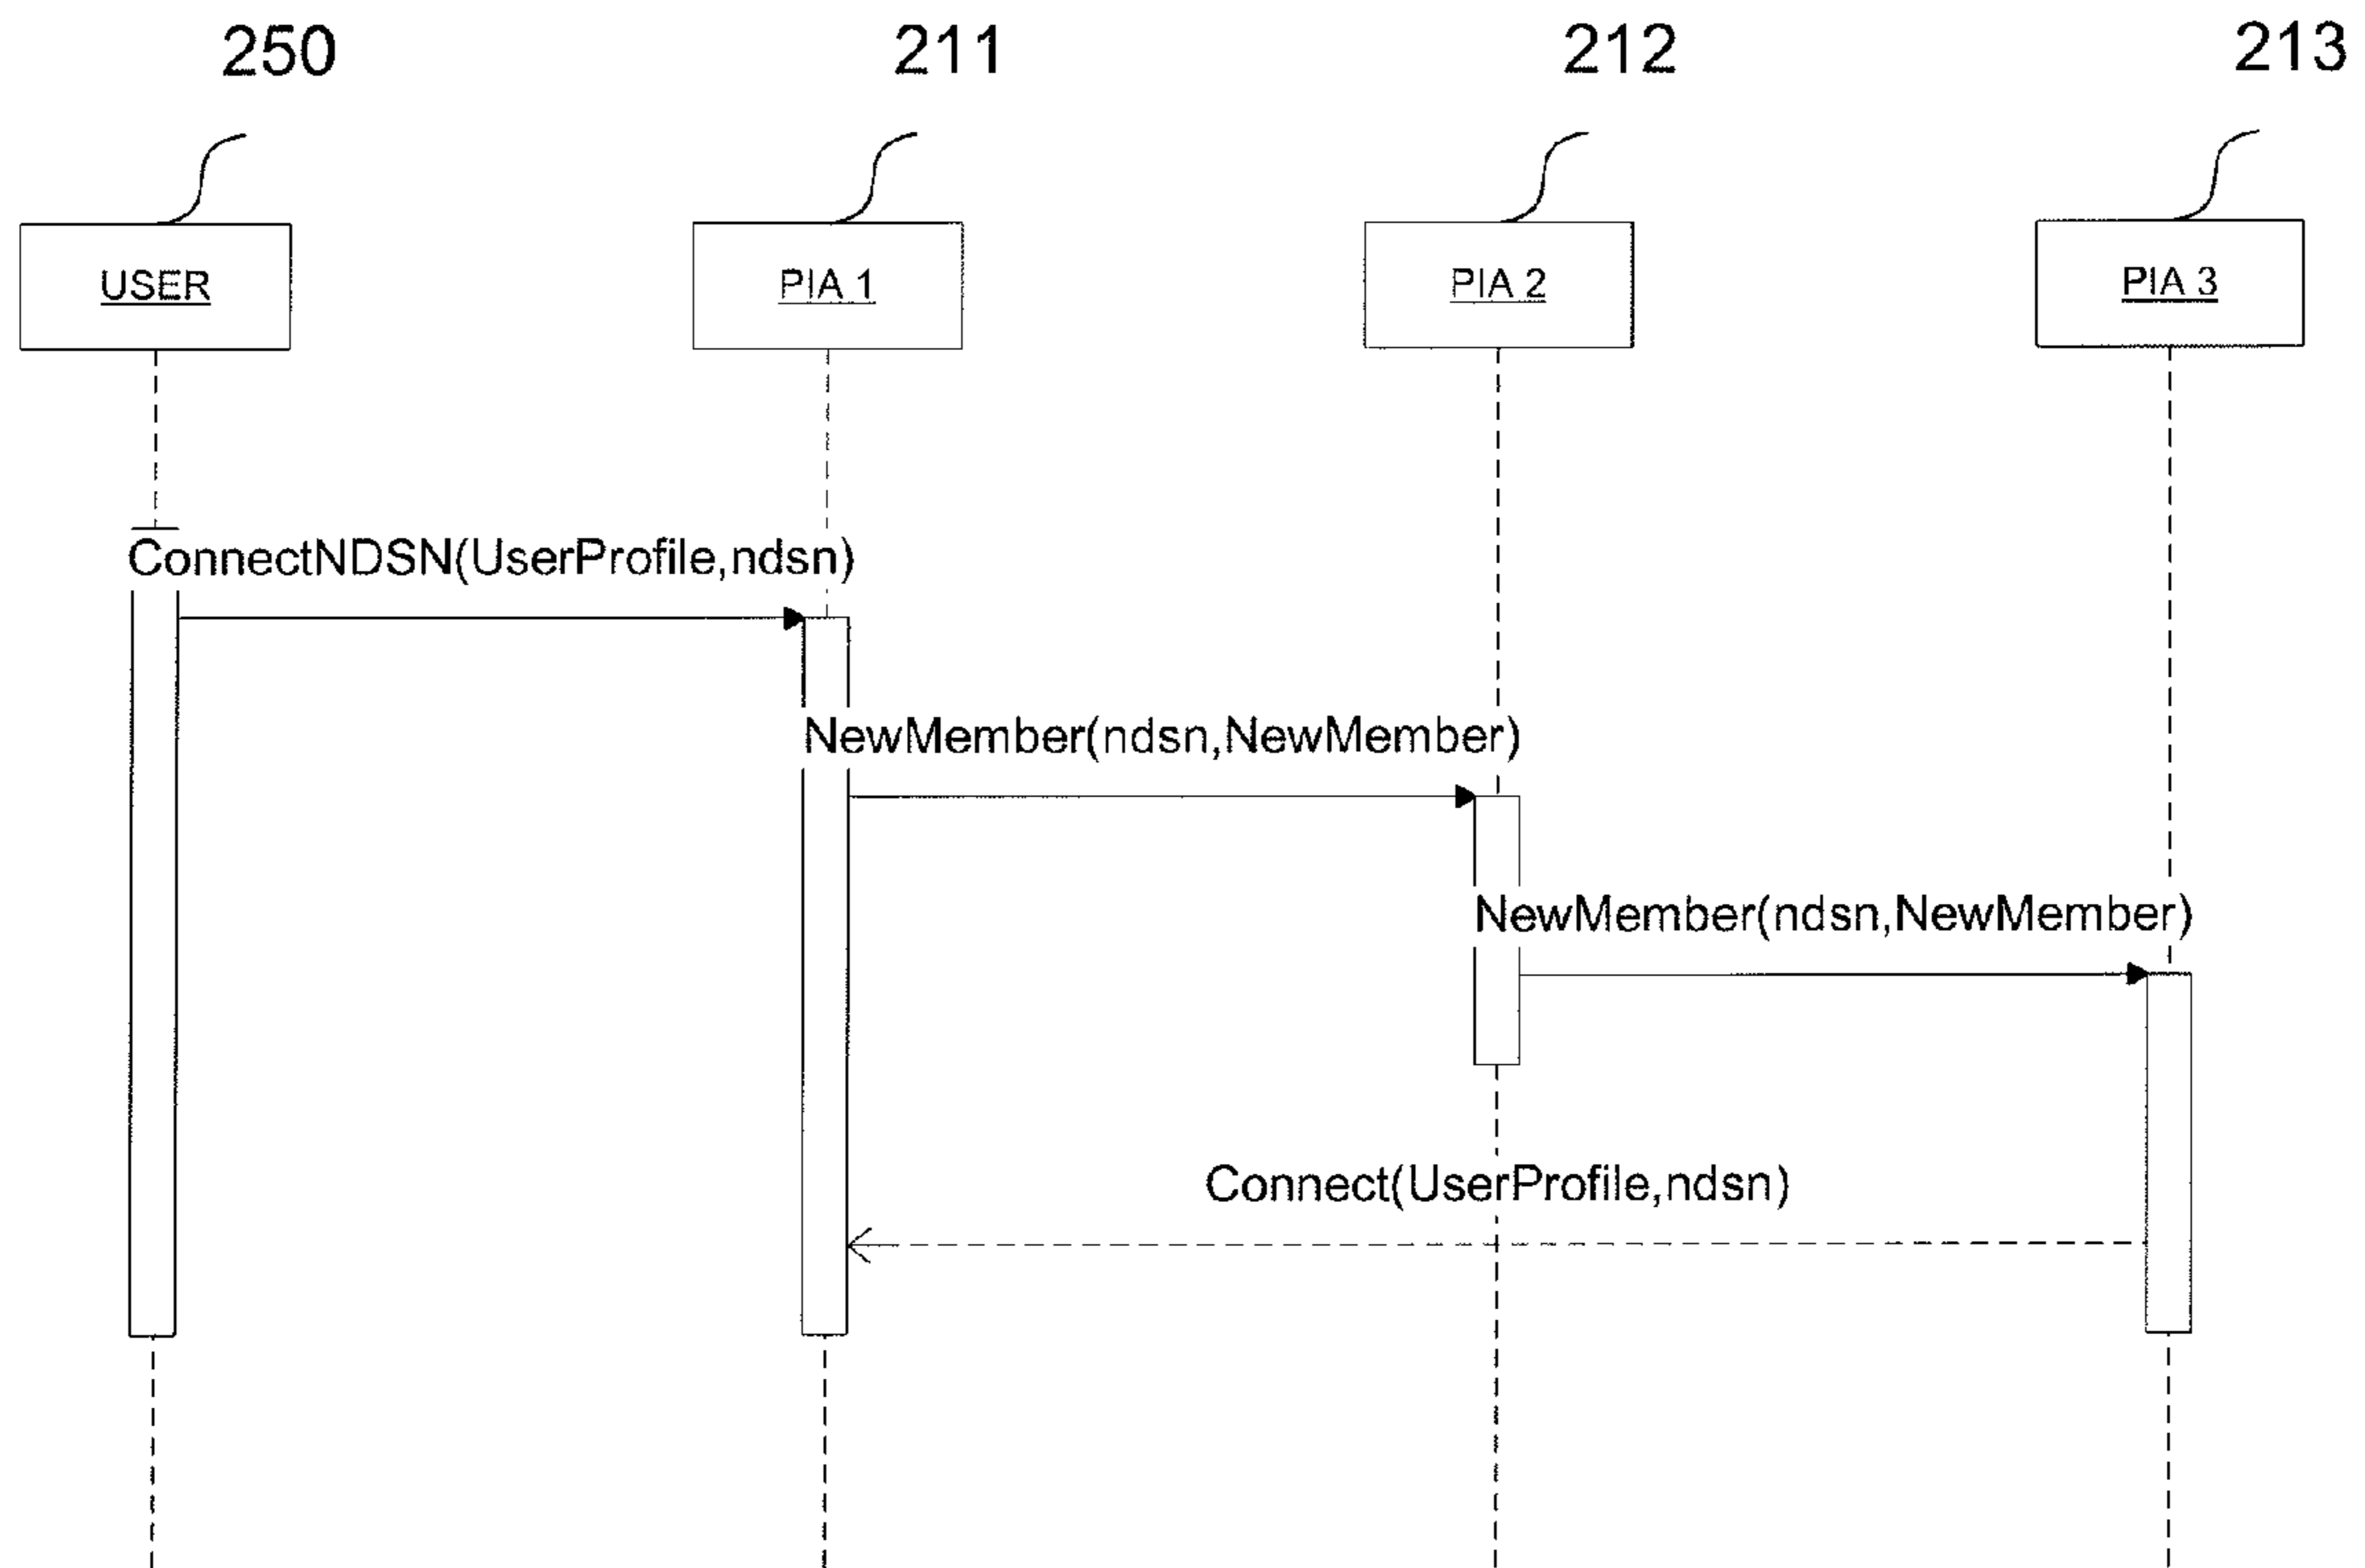 250
211
212
213
USER
PIA 1
PIA 2
PIA 3
ConnectNDSN(UserProfile,ndsn)
NewMember(ndsn,NewMember)
NewMember(ndsn,NewMember)
Connect(UserProfile,ndsn)